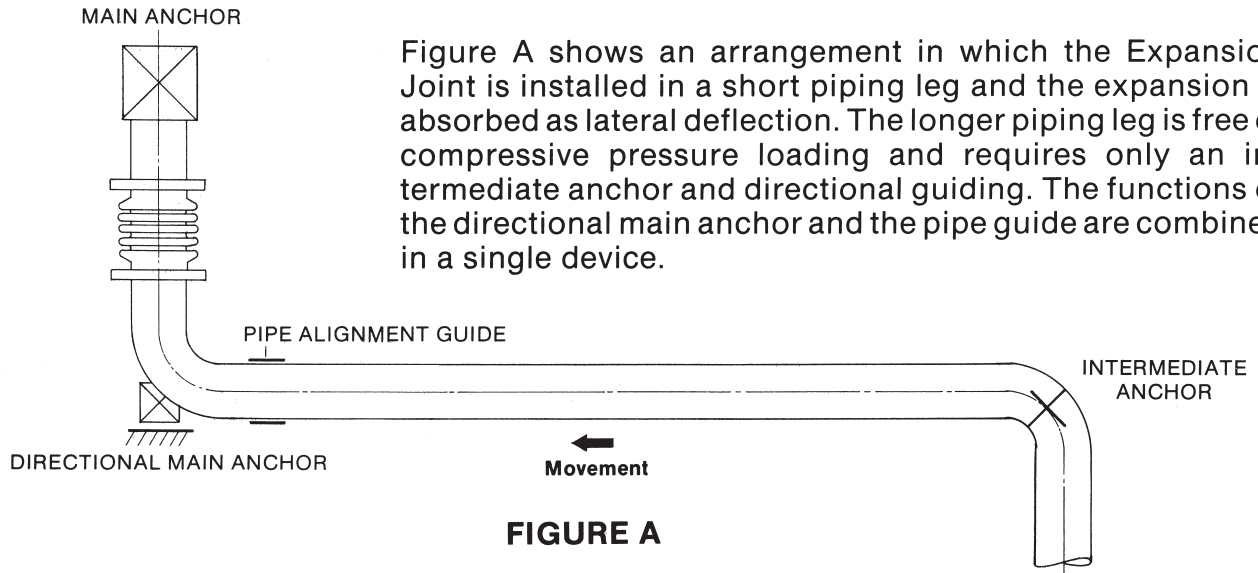 MAIN ANCHOR
Figure A shows an arrangement in which the Expansio
Joint is installed in a short piping leg and the expansion
absorbed as lateral deflection. The longer piping leg is free
compressive pressure loading and requires only an in
termediate anchor and directional guiding. The functions
the directional main anchor and the pipe guide are combine
in a single device.
PIPE ALIGNMENT GUIDE
INTERMEDIATE
ANCHOR
DIRECTIONAL MAIN ANCHOR
Movement
FIGURE A